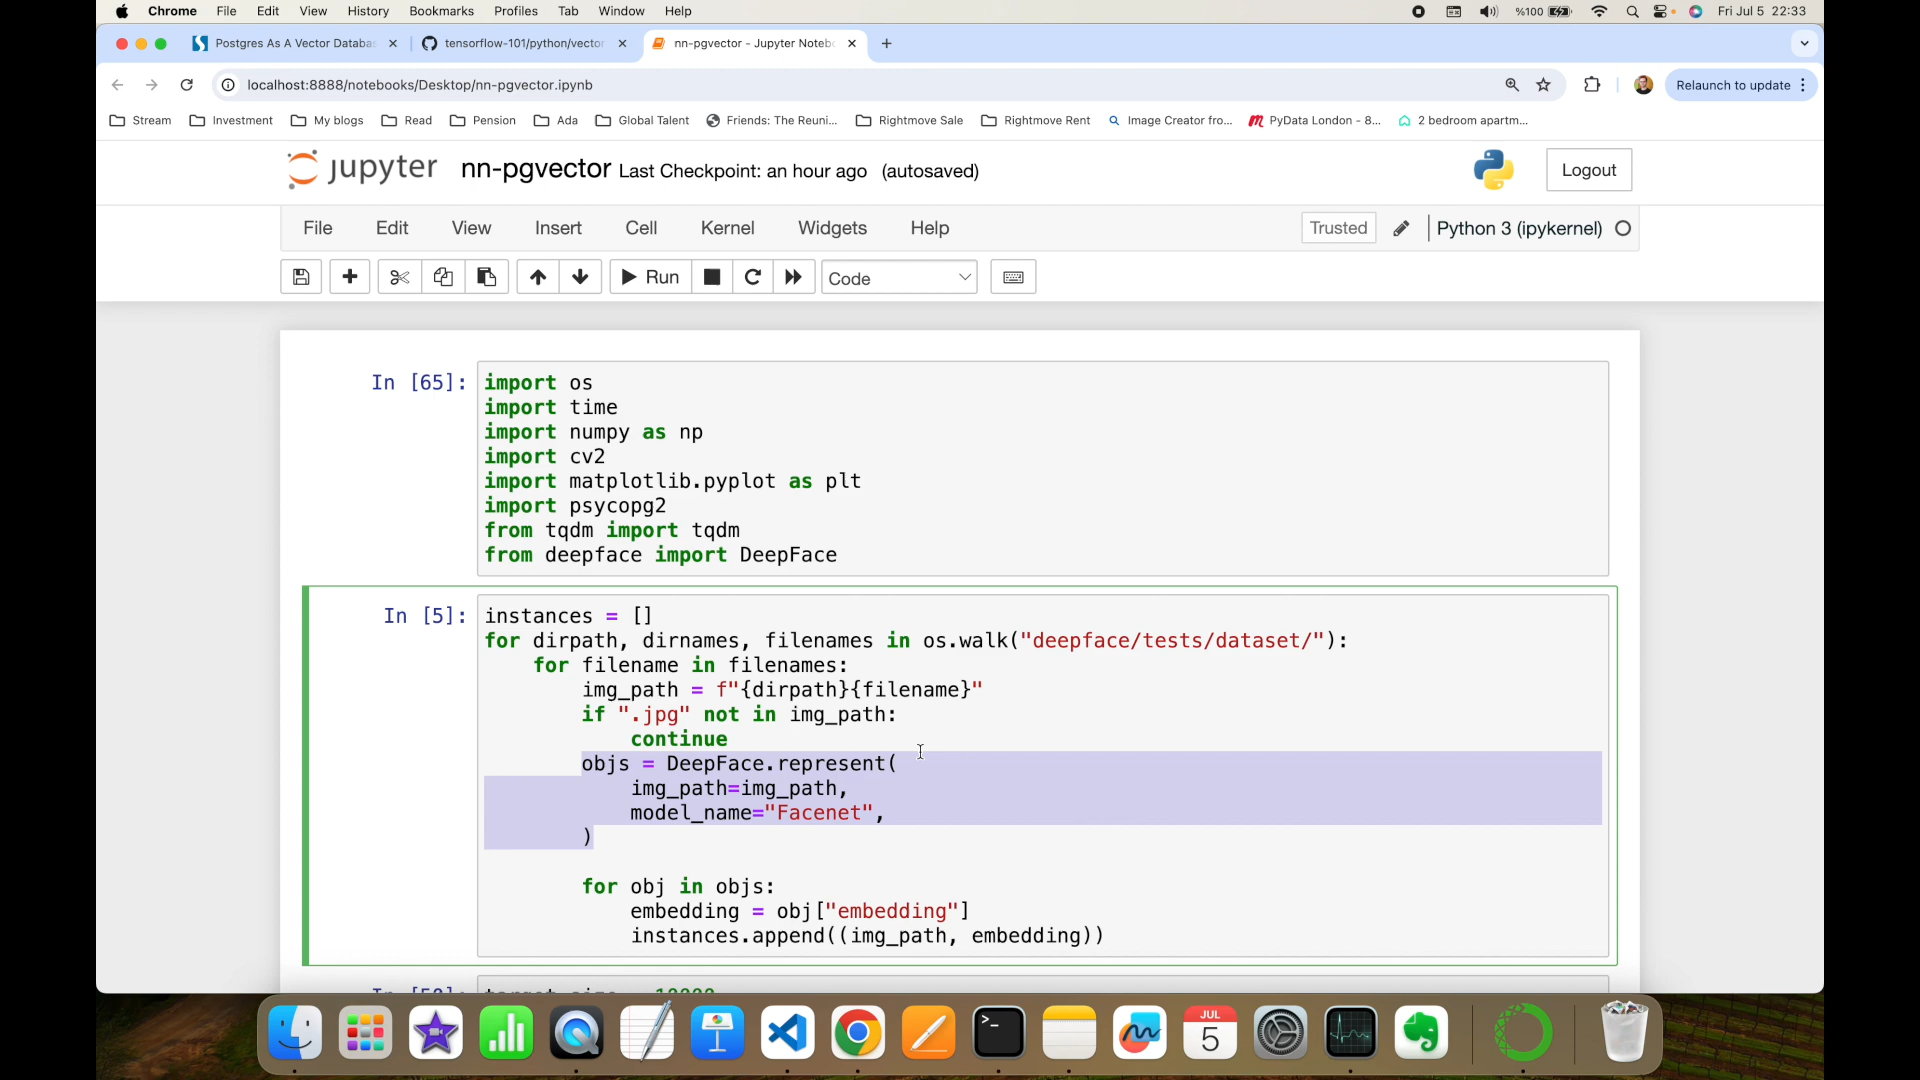 Chrome File Edit View History Bookmarks Profiles Tab Window Help %100 Fri Jul 5 22:33
Postgres As A Vector Databa tensorflow-101/python/vector nn-pgvector - Jupyter Noteb
localhost:8888/notebooks/Desktop/nn-pgvector.ipynb Relaunch to update
Stream Investment My blogs Read Pension Ada Global Talent Friends: The Reuni... Rightmove Sale Rightmove Rent Image Creator fro... PyData London - 8... 2 bedroom apartm...
jupyter nn-pgvector Last Checkpoint: an hour ago (autosaved) Logout
File Edit View Insert Cell Kernel Widgets Help Trusted Python 3 (ipykernel)
Run Code
In [65]: import os
import time
import numpy as np
import cv2
import matplotlib.pyplot as plt
import psycopg2
from tqdm import tqdm
from deepface import DeepFace
In [5]: instances = []
for dirpath, dirnames, filenames in os.walk("deepface/tests/dataset/"):
for filename in filenames:
img_path = f"{dirpath}{filename}"
if ".jpg" not in img_path:
continue
objs = DeepFace.represent(
img_path=img_path,
model_name="Facenet",
)
for obj in objs:
embedding = obj["embedding"]
instances.append((img_path, embedding))
JUL
5